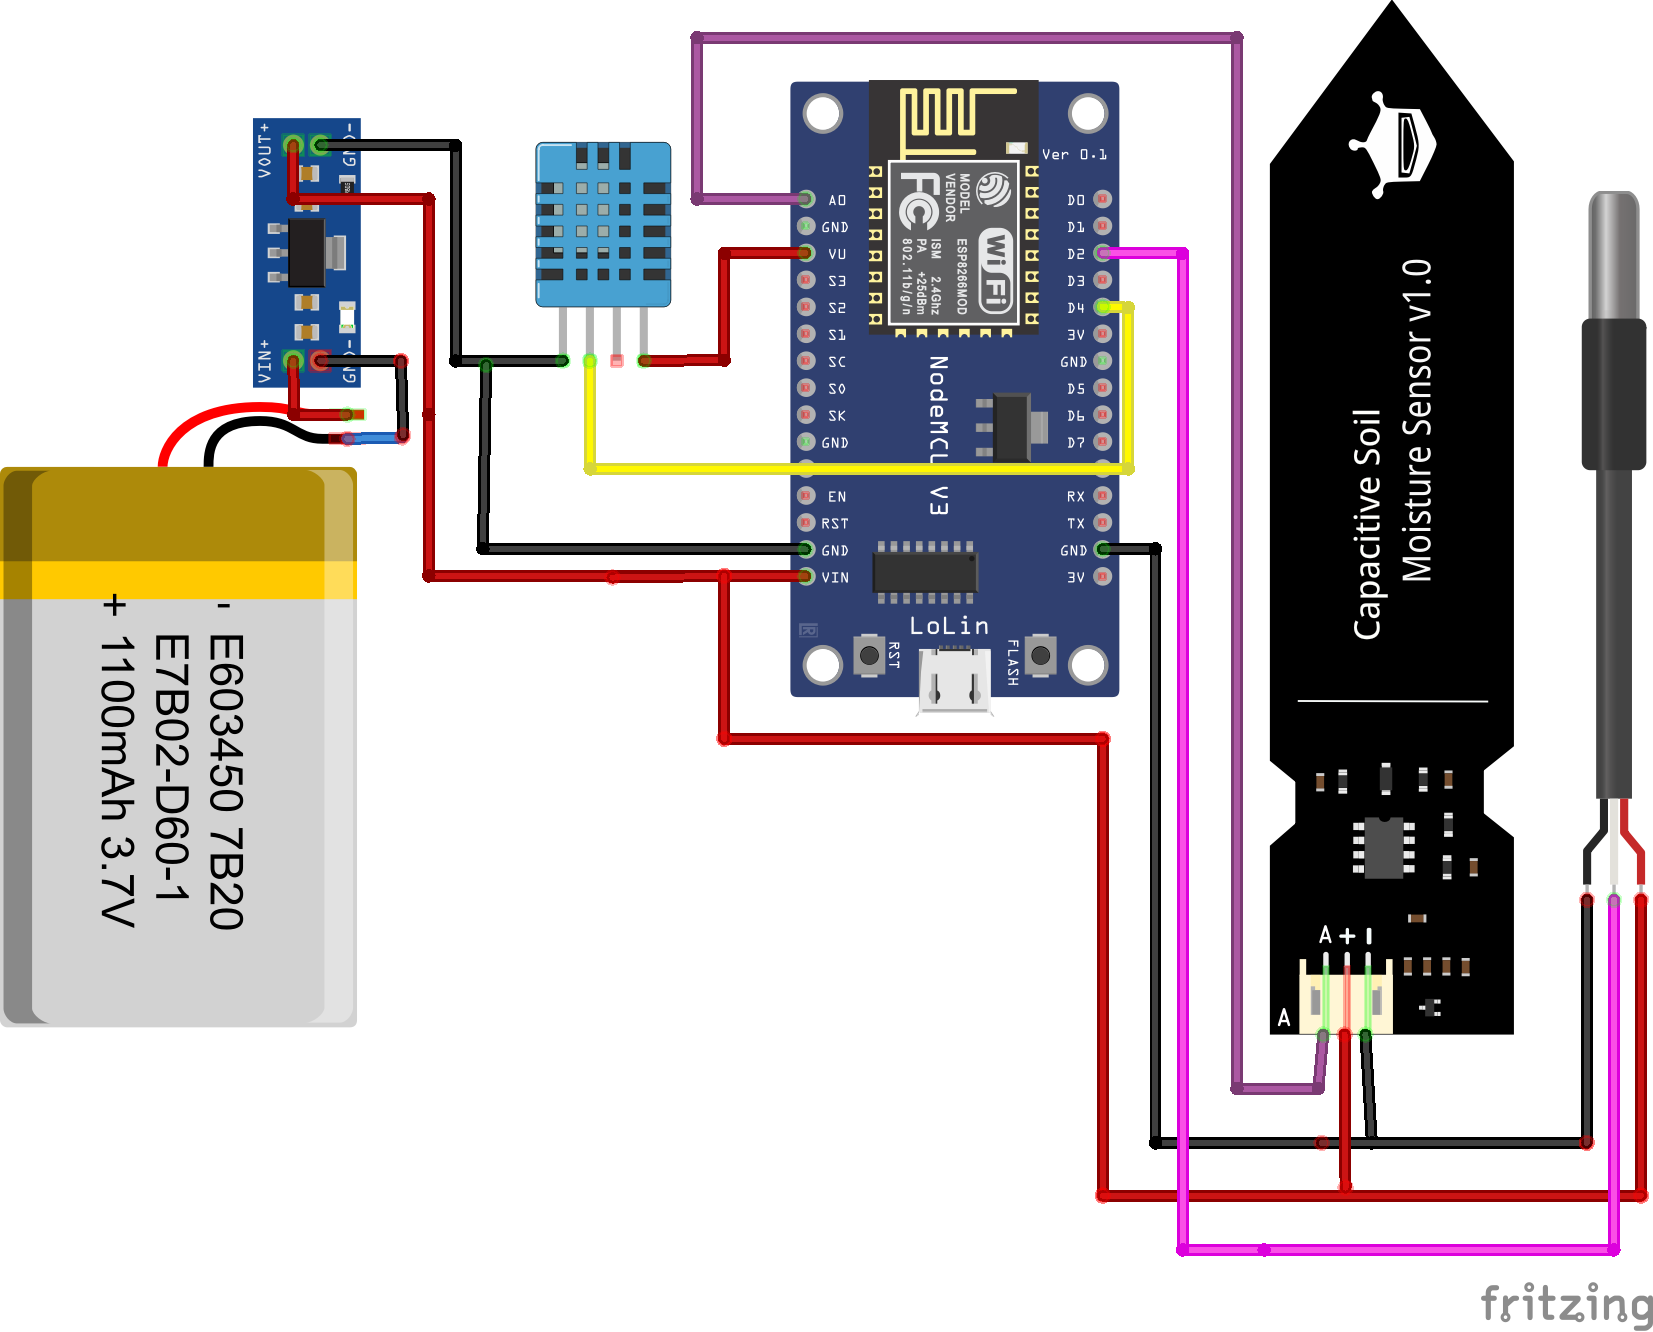 VOUT+
GND-
VIN+
GND-
- E603450 7B20
E7B02-D60-1
+ 1100mAh 3.7V
Ver 0.1
A0
GND
VU
S3
S2
S1
SC
S0
SK
GND
EN
RST
GND
VIN
D0
D1
D2
D3
D4
3V
GND
D5
D6
D7
RX
TX
GND
3V
MODEL
VENDOR
FC
WiFi
ESP8266MOD
ISM 2.4GHz
PA +25dBm
802.11b/g/n
V3
LoLin
RST
FLASH
Capacitive Soil
Moisture Sensor v1.0
A + -
A
fritzing